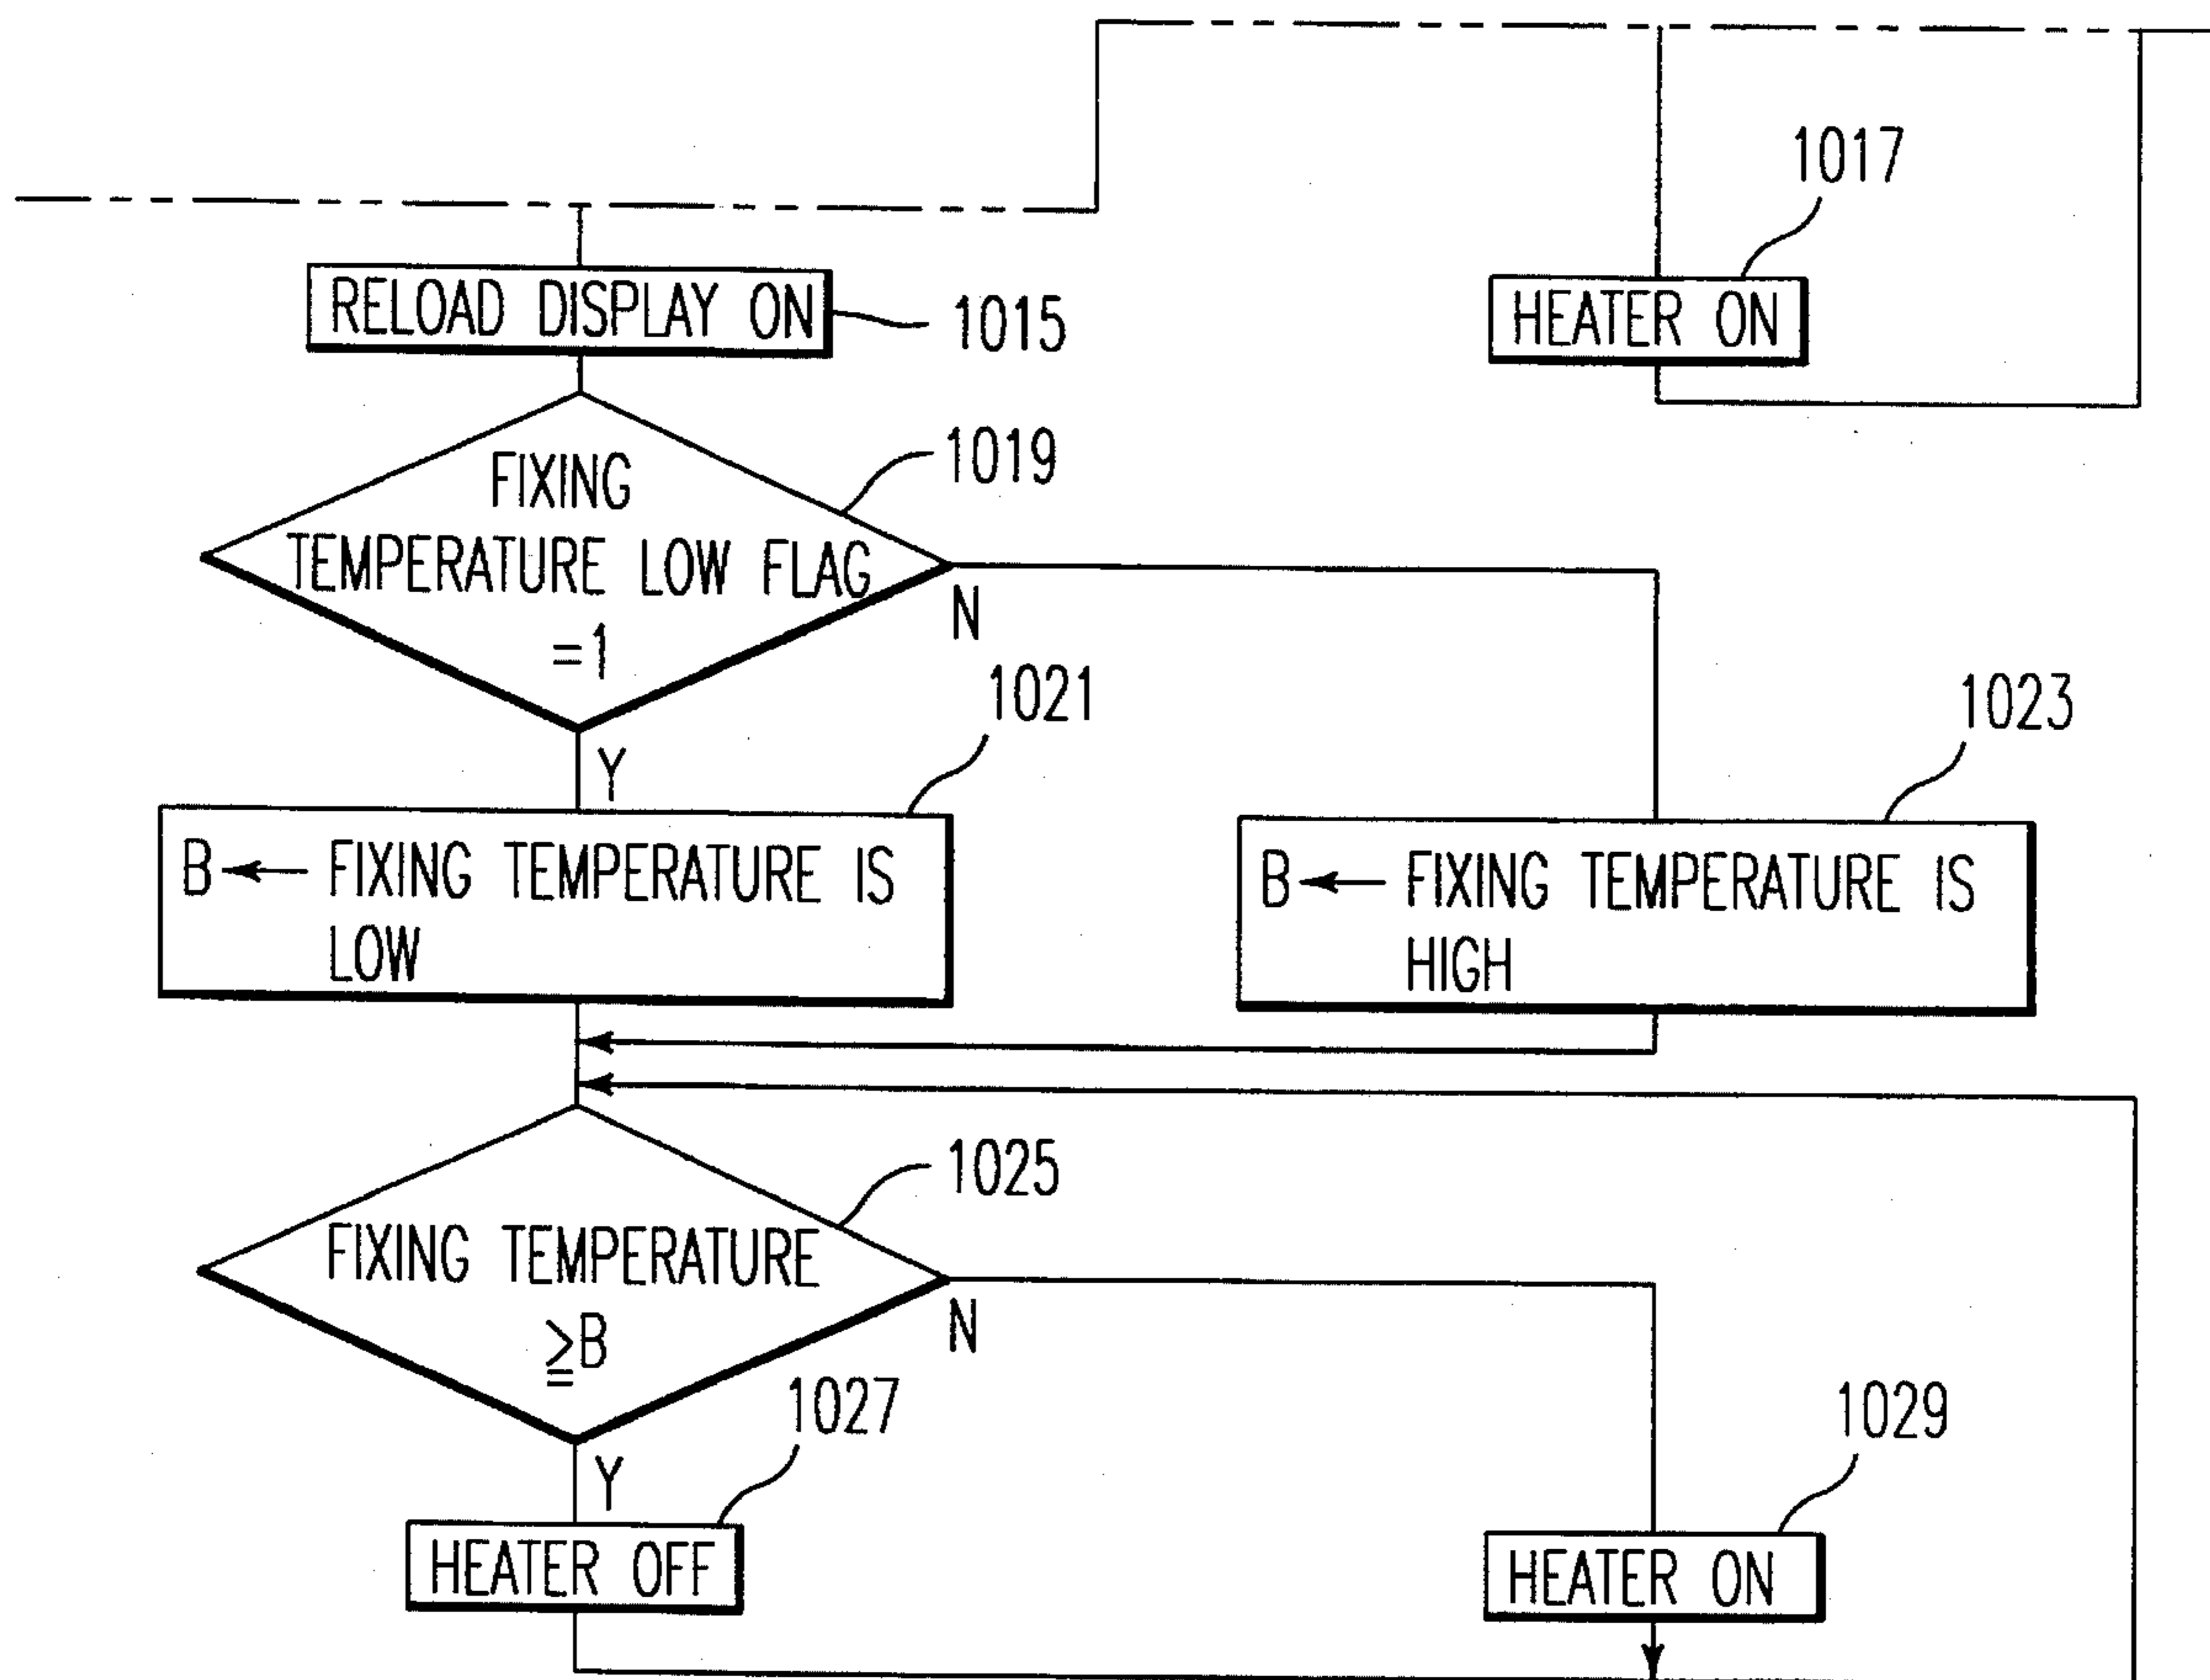 1017
RELOAD DISPLAY ON
1015
HEATER ON
1019
FIXING
TEMPERATURE LOW FLAG
=1
N
1021
1023
Y
B← FIXING TEMPERATURE IS
LOW
B← FIXING TEMPERATURE IS
HIGH
1025
FIXING TEMPERATURE
≧B
N
1027
1029
Y
HEATER OFF
HEATER ON